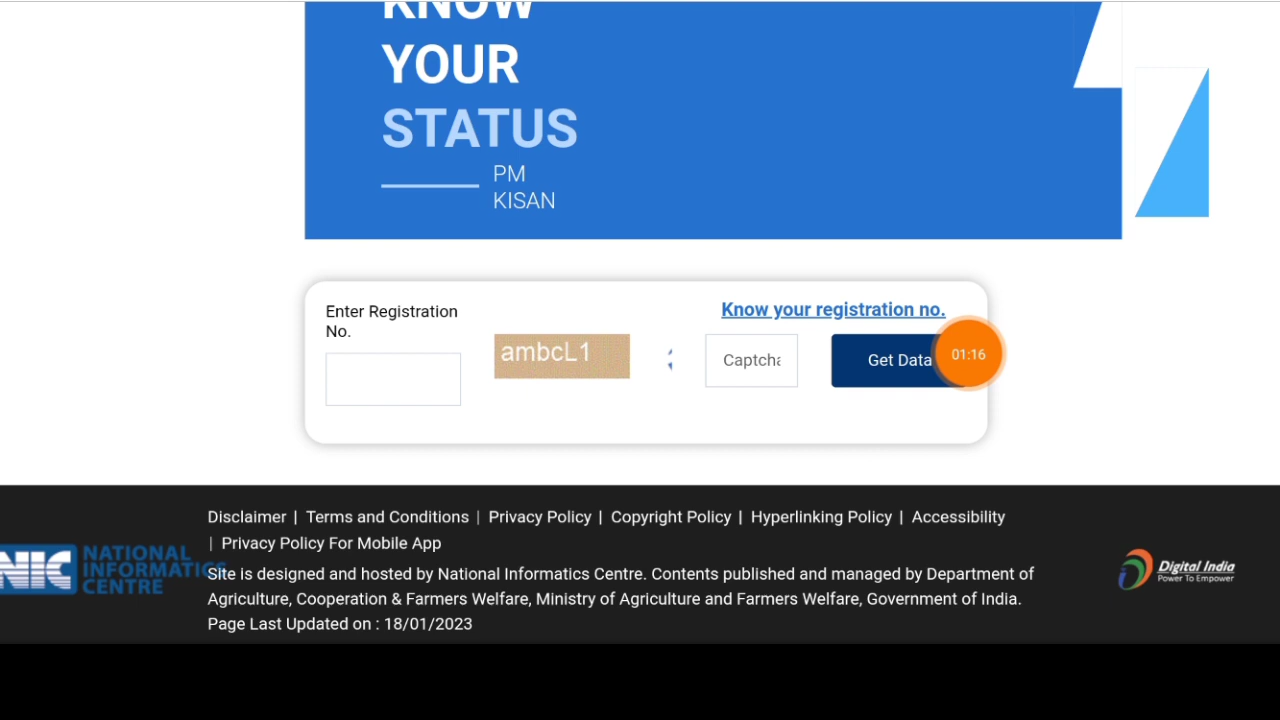 KNOW
YOUR
STATUS
PM
KISAN
Know your registration no.
Enter Registration
No.
ambcL1
Captcha
Get Data
01:16
Disclaimer | Terms and Conditions | Privacy Policy | Copyright Policy | Hyperlinking Policy | Accessibility
| Privacy Policy For Mobile App
NIC NATIONAL
INFORMATICS
CENTRE
Site is designed and hosted by National Informatics Centre. Contents published and managed by Department of
Agriculture, Cooperation & Farmers Welfare, Ministry of Agriculture and Farmers Welfare, Government of India.
Page Last Updated on : 18/01/2023
Digital India
Power To Empower